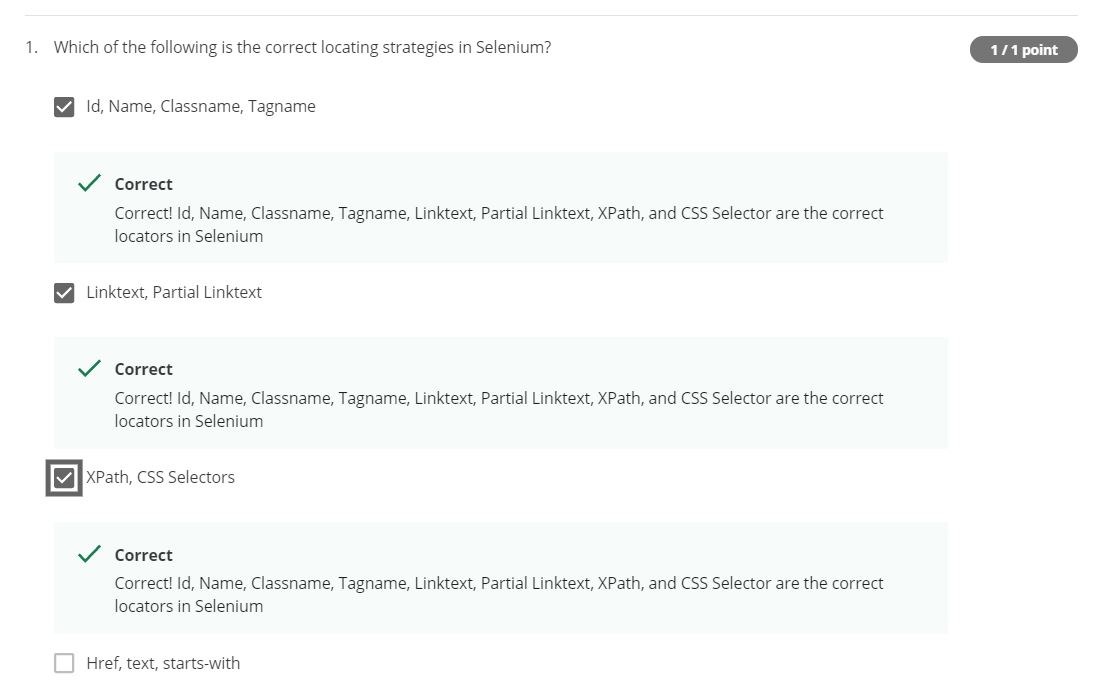 1. Which of the following is the correct locating strategies in Selenium?
1 / 1 point
Id, Name, Classname, Tagname
Correct
Correct! Id, Name, Classname, Tagname, Linktext, Partial Linktext, XPath, and CSS Selector are the correct
locators in Selenium
Linktext, Partial Linktext
Correct
Correct! Id, Name, Classname, Tagname, Linktext, Partial Linktext, XPath, and CSS Selector are the correct
locators in Selenium
XPath, CSS Selectors
Correct
Correct! Id, Name, Classname, Tagname, Linktext, Partial Linktext, XPath, and CSS Selector are the correct
locators in Selenium
Href, text, starts-with